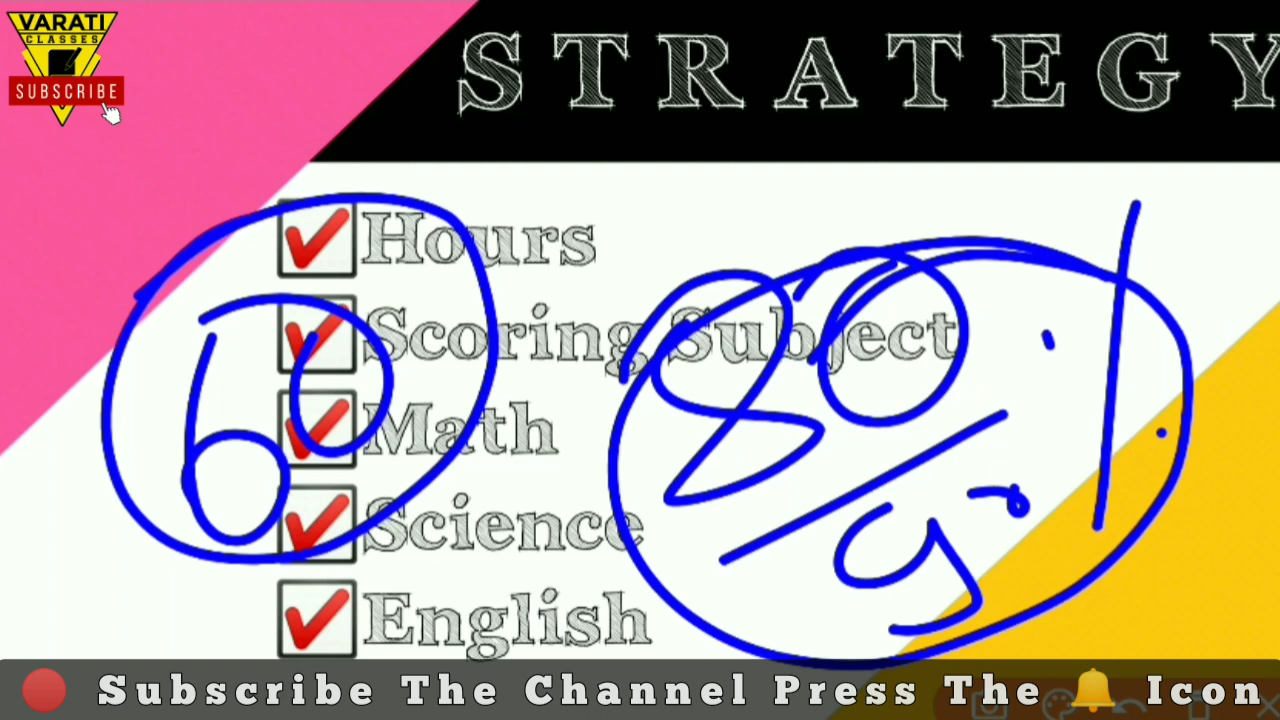 VARATI
CLASSES
SUBSCRIBE
STRATEGY
Hours
Scoring Subject
Math
Science
English
60
80
Subscribe The Channel Press The Icon